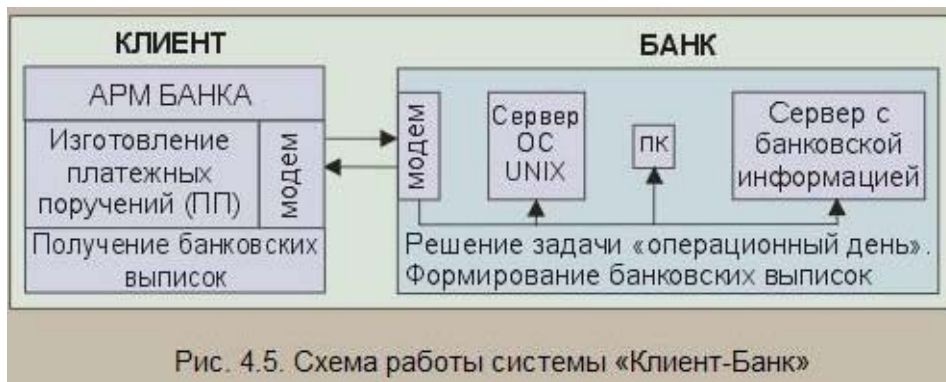 КЛИЕНТ
АРМ БАНКА
Изготовление
платежных
поручений (ПП)
модем
Получение банковских
выписок
БАНК
модем
Сервер
ОС
UNIX
ПК
Сервер с
банковской
информацией
Решение задачи «операционный день».
Формирование банковских выписок
Рис. 4.5. Схема работы системы «Клиент-Банк»